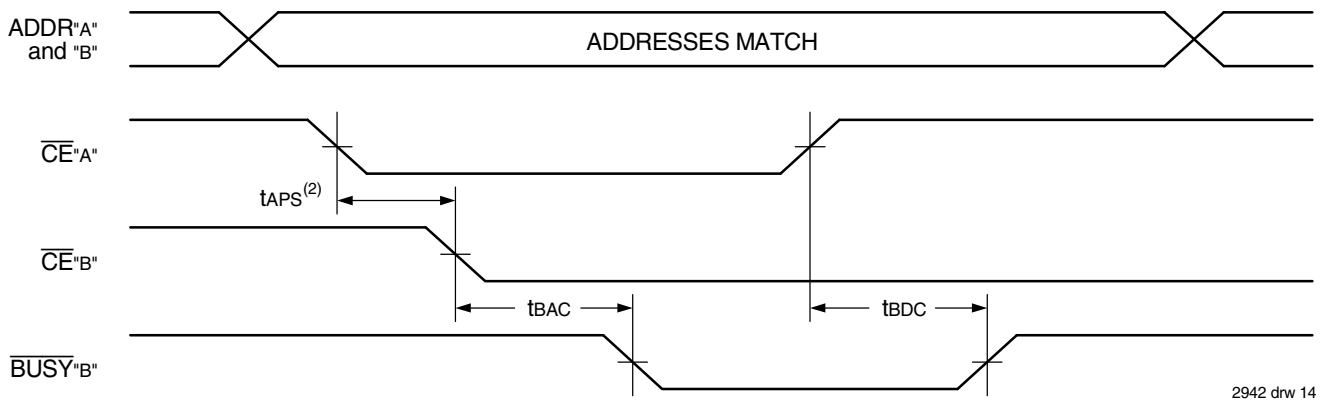 ADDR"A"
and "B"
ADDRESSES MATCH
CE"A"
tAPS(2)
CE"B"
tBAC
tBDC
BUSY"B"
2942 drw 14